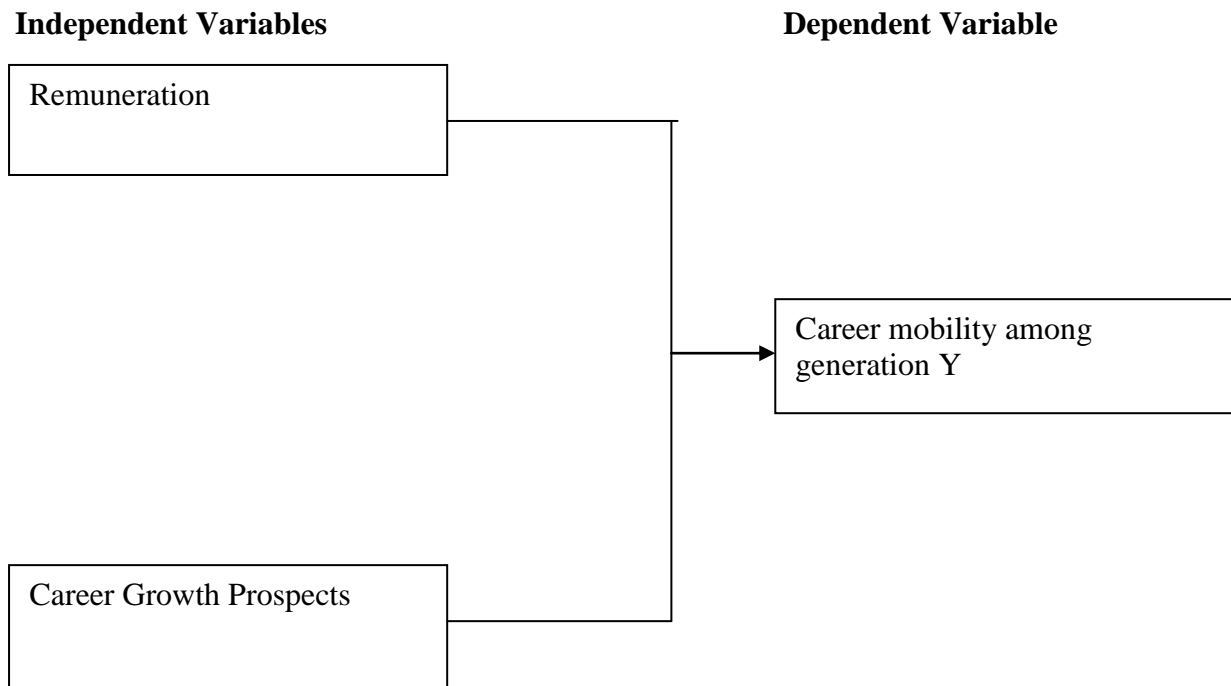 Independent Variables
Dependent Variable
Remuneration
Career mobility among
generation Y
Career Growth Prospects